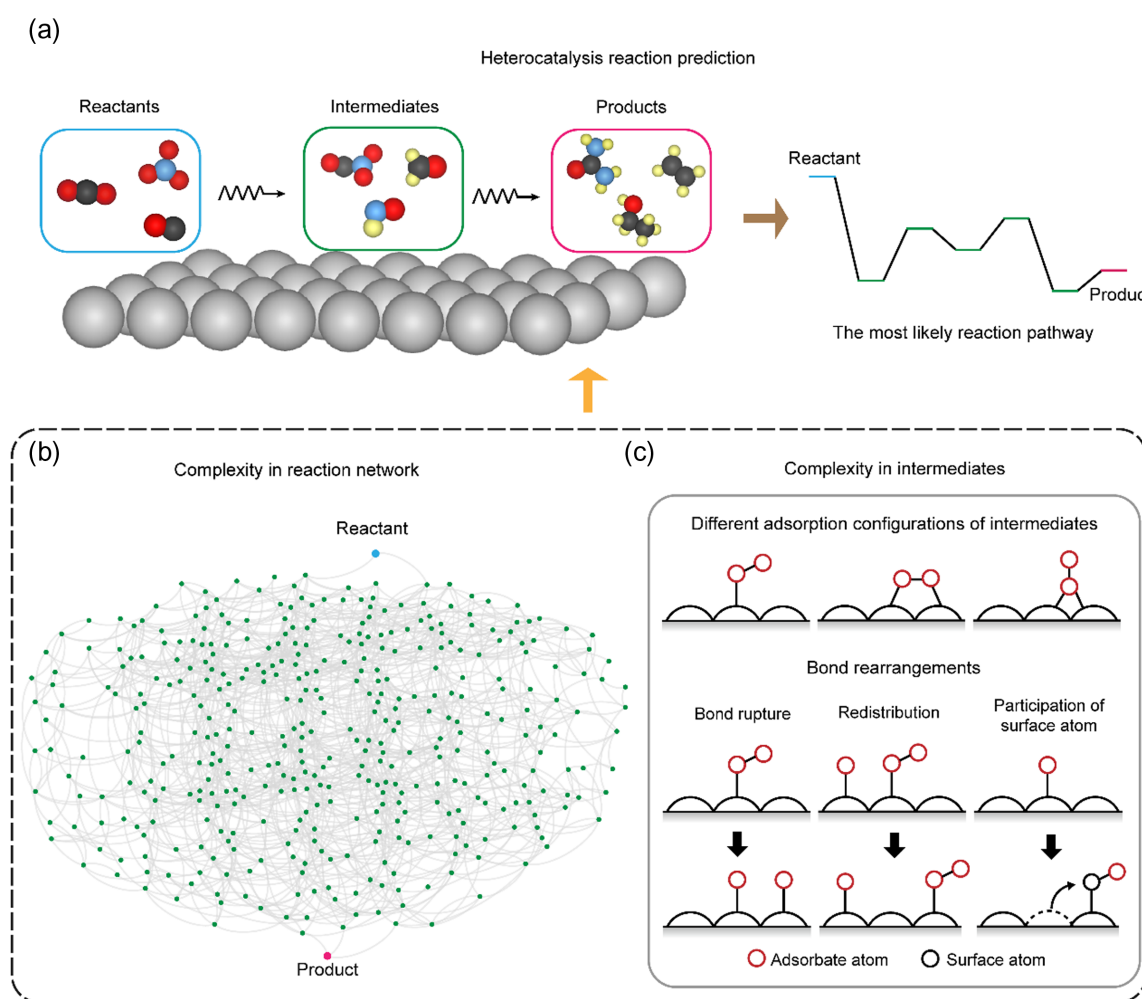 (a)
Heterocatalysis reaction prediction
Reactants
Intermediates
Products
Reactant
Produc
The most likely reaction pathway
(b)
Complexity in reaction network
Reactant
Product
(c)
Complexity in intermediates
Different adsorption configurations of intermediates
Bond rearrangements
Bond rupture
Redistribution
Participation of
surface atom
Adsorbate atom
Surface atom